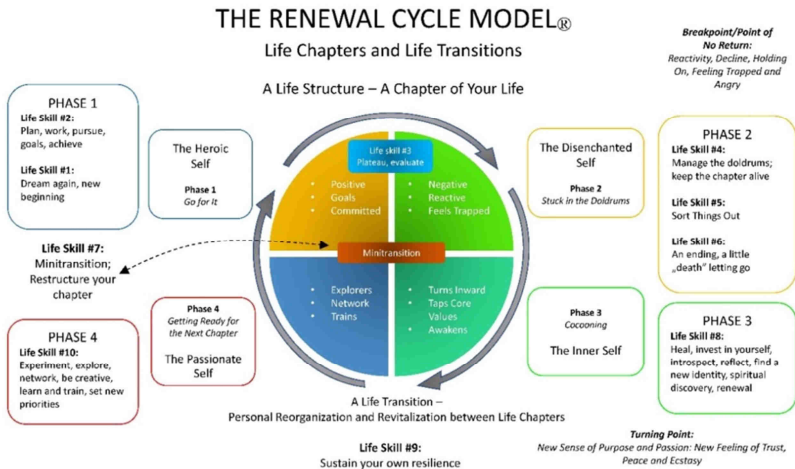 THE RENEWAL CYCLE MODEL®
Life Chapters and Life Transitions
A Life Structure – A Chapter of Your Life
Breakpoint/Point of
No Return:
Reactivity, Decline, Holding
On, Feeling Trapped and
Angry
PHASE 1
Life Skill #2:
Plan, work, pursue,
goals, achieve
Life Skill #1:
Dream again, new
beginning
The Heroic
Self
Phase 1
Go for It
Life skill #3
Plateau, evaluate
• Positive
• Goals
• Committed
• Negative
• Reactive
• Feels Trapped
The Disenchanted
Self
Phase 2
Stuck in the Doldrums
PHASE 2
Life Skill #4:
Manage the doldrums;
keep the chapter alive
Life Skill #5:
Sort Things Out
Life Skill #6:
An ending, a little
„death" letting go
Life Skill #7:
Minitransition;
Restructure your
chapter
Minitransition
• Explorers
• Network
• Trains
• Turns Inward
• Taps Core
Values
• Awakens
Phase 4
Getting Ready for
the Next Chapter
The Passionate
Self
Phase 3
Cocooning
The Inner Self
PHASE 4
Life Skill #10:
Experiment, explore,
network, be creative,
learn and train, set new
priorities
PHASE 3
Life Skill #8:
Heal, invest in yourself,
introspect, reflect, find a
new identity, spiritual
discovery, renewal
A Life Transition –
Personal Reorganization and Revitalization between Life Chapters
Life Skill #9:
Sustain your own resilience
Turning Point:
New Sense of Purpose and Passion: New Feeling of Trust,
Peace and Ecstasy